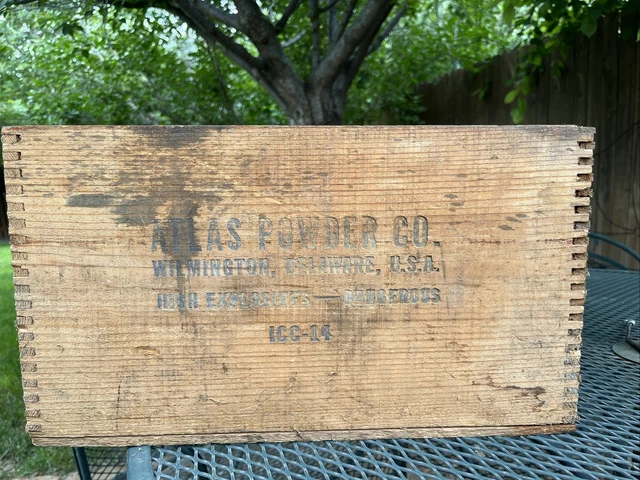 ATLAS POWDER CO.
WILMINGTON, DELAWARE, U.S.A.
HIGH EXPLOSIVES — DANGEROUS
ICC-14